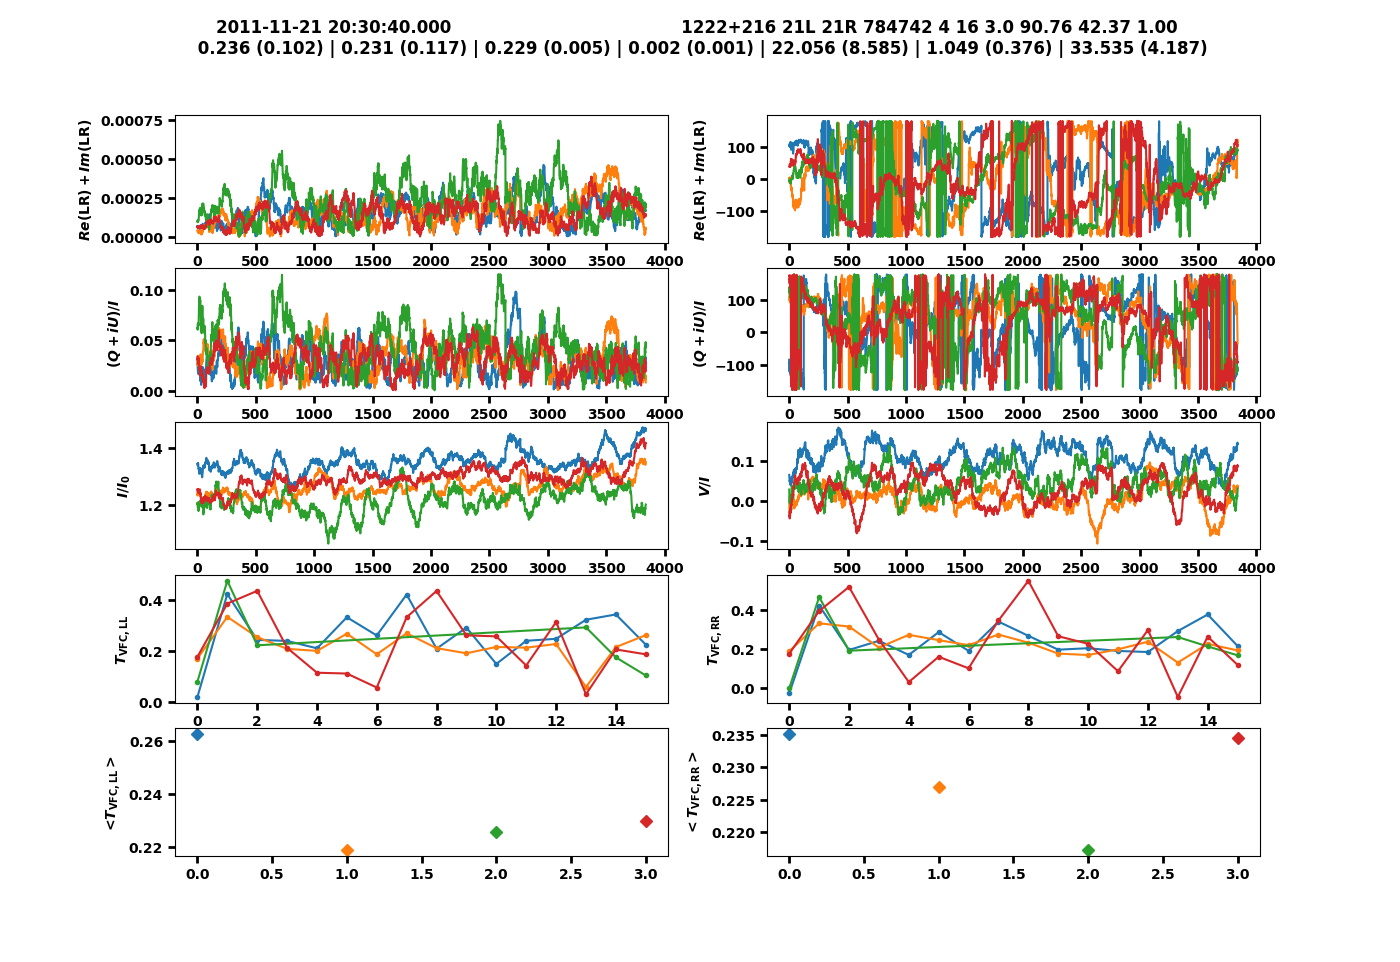 2011-11-21 20:30:40.000 1222+216 21L 21R 784742 4 16 3.0 90.76 42.37 1.00
0.236 (0.102) | 0.231 (0.117) | 0.229 (0.005) | 0.002 (0.001) | 22.056 (8.585) | 1.049 (0.376) | 33.535 (4.187)
Re(LR) + Im(LR)
0.00075
0.00050
0.00025
0.00000
0 500 1000 1500 2000 2500 3000 3500 4000
Re(LR) + Im(LR)
100
0
−100
0 500 1000 1500 2000 2500 3000 3500 4000
(Q + iU)/I
0.10
0.05
0.00
0 500 1000 1500 2000 2500 3000 3500 4000
(Q + iU)/I
100
0
−100
0 500 1000 1500 2000 2500 3000 3500 4000
I/I0
1.4
1.2
0 500 1000 1500 2000 2500 3000 3500 4000
V/I
0.1
0.0
−0.1
0 500 1000 1500 2000 2500 3000 3500 4000
TVFC, LL
0.4
0.2
0.0
0 2 4 6 8 10 12 14
TVFC, RR
0.4
0.2
0.0
0 2 4 6 8 10 12 14
<TVFC, LL >
0.26
0.24
0.22
0.0 0.5 1.0 1.5 2.0 2.5 3.0
< TVFC, RR >
0.235
0.230
0.225
0.220
0.0 0.5 1.0 1.5 2.0 2.5 3.0